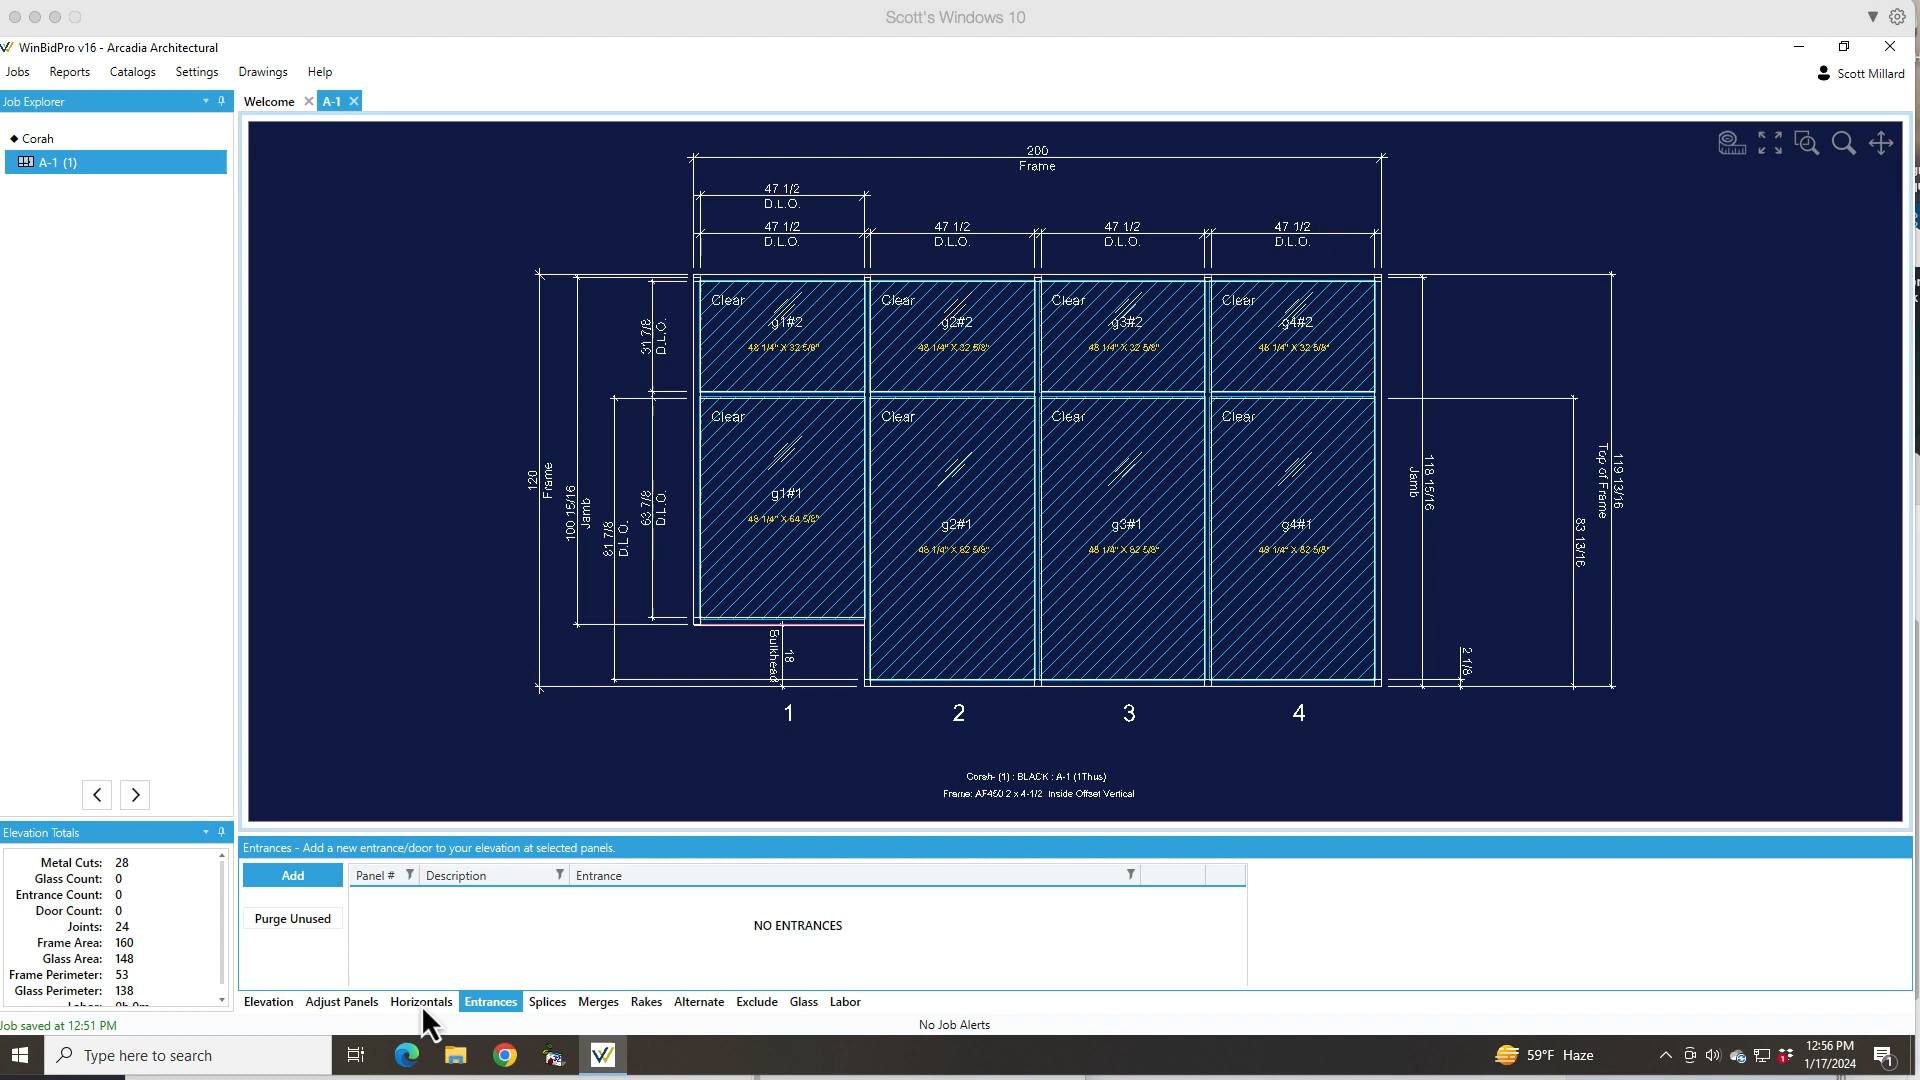 Scott's Windows 10
WinBidPro v16 - Arcadia Architectural
Jobs Reports Catalogs Settings Drawings Help
Scott Millard
Job Explorer
Welcome
A-1
Corah
A-1 (1)
200
Frame
47 1/2
D.L.O.
47 1/2
D.L.O.
47 1/2
D.L.O.
47 1/2
D.L.O.
47 1/2
D.L.O.
Clear
g1#2
48 1/4" X 32 5/8"
Clear
g2#2
48 1/4" X 32 5/8"
Clear
g3#2
48 1/4" X 32 5/8"
Clear
g4#2
48 1/4" X 32 5/8"
31 7/8
D.L.O.
Clear
g1#1
48 1/4" X 64 5/8"
Clear
g2#1
48 1/4" X 82 5/8"
Clear
g3#1
48 1/4" X 82 5/8"
Clear
g4#1
48 1/4" X 82 5/8"
120
Frame
100 15/16
Jamb
81 7/8
D.L.O.
63 7/8
D.L.O.
118 15/16
Jamb
83 13/16
119 13/16
Top of Frame
2 1/8
18
Bulkhead
1
2
3
4
Corah- (1) : BLACK : A-1 (1Thus)
Frame: AF450 2 x 4-1/2 Inside Offset Vertical
Elevation Totals
Metal Cuts: 28
Glass Count: 0
Entrance Count: 0
Door Count: 0
Joints: 24
Frame Area: 160
Glass Area: 148
Frame Perimeter: 53
Glass Perimeter: 138
Entrances - Add a new entrance/door to your elevation at selected panels.
Add
Purge Unused
Panel # Description Entrance
NO ENTRANCES
Elevation Adjust Panels Horizontals Entrances Splices Merges Rakes Alternate Exclude Glass Labor
Job saved at 12:51 PM
No Job Alerts
Type here to search
59°F Haze
12:56 PM
1/17/2024
1